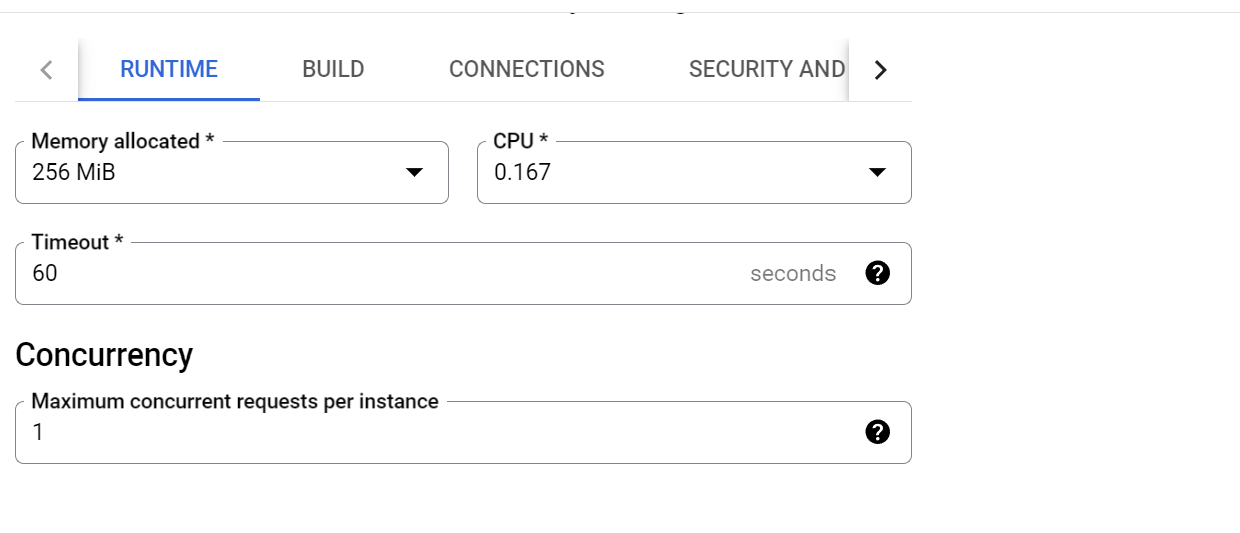 RUNTIME BUILD CONNECTIONS SECURITY AND
Memory allocated * CPU *
256 MiB 0.167
Timeout *
60 seconds ?
Concurrency
Maximum concurrent requests per instance
1 ?